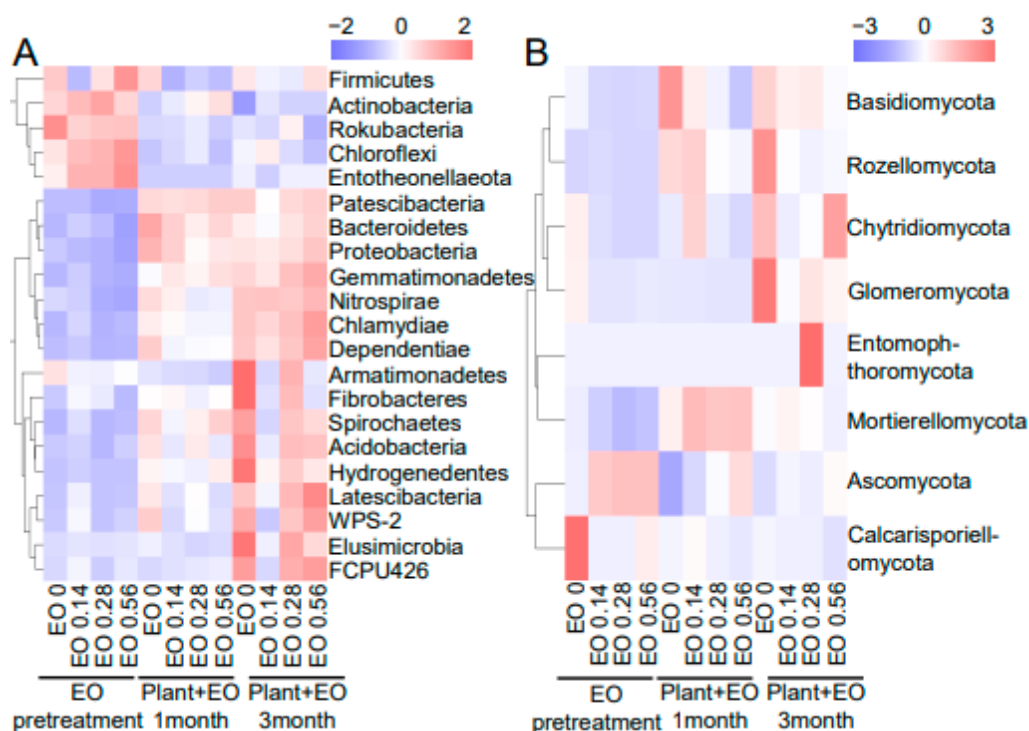 A
−2 0 2
Firmicutes
Actinobacteria
Rokubacteria
Chloroflexi
Entotheonellaeota
Patescibacteria
Bacteroidetes
Proteobacteria
Gemmatimonadetes
Nitrospirae
Chlamydiae
Dependentiae
Armatimonadetes
Fibrobacteres
Spirochaetes
Acidobacteria
Hydrogenedentes
Latescibacteria
WPS-2
Elusimicrobia
FCPU426
EO 0
EO 0.14
EO 0.28
EO 0.56
EO 0
EO 0.14
EO 0.28
EO 0.56
EO 0
EO 0.14
EO 0.28
EO 0.56
EO
pretreatment
Plant+EO
1month
Plant+EO
3month
B
−3 0 3
Basidiomycota
Rozellomycota
Chytridiomycota
Glomeromycota
Entomoph-
thoromycota
Mortierellomycota
Ascomycota
Calcarisporiell-
omycota
EO 0
EO 0.14
EO 0.28
EO 0.56
EO 0
EO 0.14
EO 0.28
EO 0.56
EO 0
EO 0.14
EO 0.28
EO 0.56
EO
pretreatment
Plant+EO
1month
Plant+EO
3month